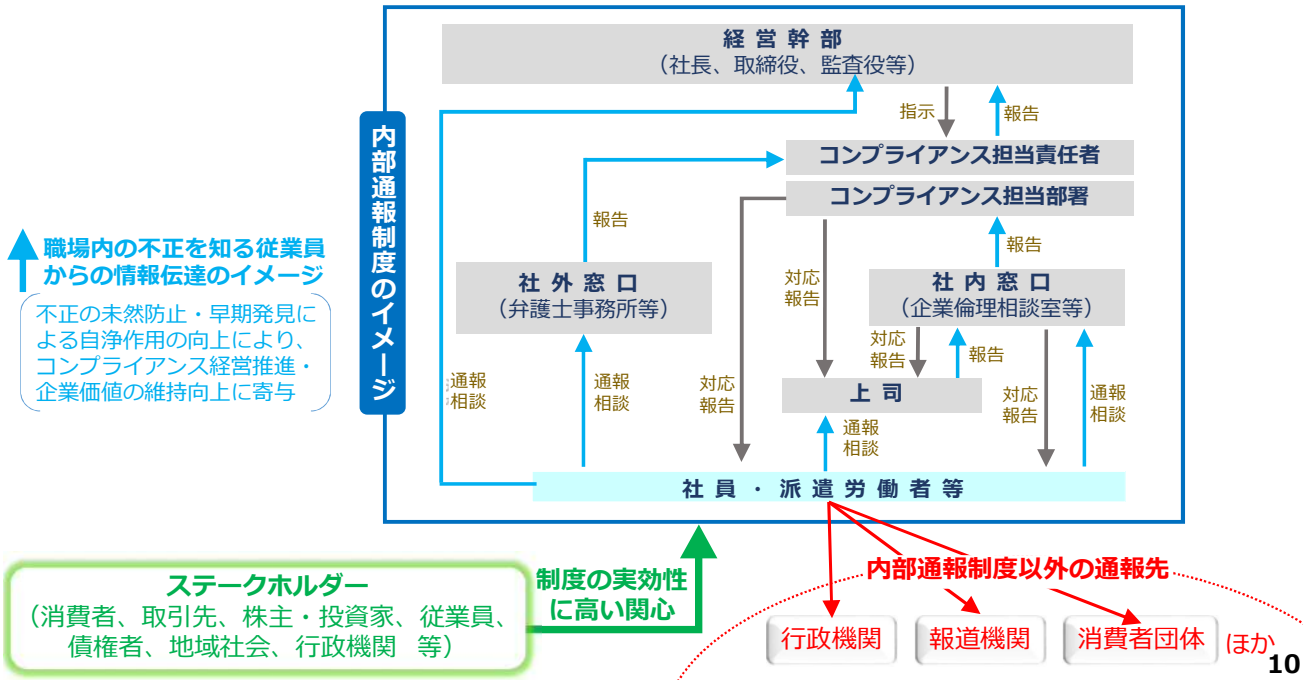 経営幹部
（社長、取締役、監査役等）
指示
報告
コンプライアンス担当責任者
コンプライアンス担当部署
内部通報制度のイメージ
報告
報告
職場内の不正を知る従業員
からの情報伝達のイメージ
不正の未然防止・早期発見に
よる自浄作用の向上により、
コンプライアンス経営推進・
企業価値の維持向上に寄与
社外窓口
（弁護士事務所等）
対応
報告
社内窓口
（企業倫理相談室等）
対応
報告
報告
通報
相談
通報
相談
対応
報告
上司
対応
報告
通報
相談
通報
相談
社員・派遣労働者等
ステークホルダー
（消費者、取引先、株主・投資家、従業員、
債権者、地域社会、行政機関 等）
制度の実効性
に高い関心
内部通報制度以外の通報先
行政機関
報道機関
消費者団体
ほか
10